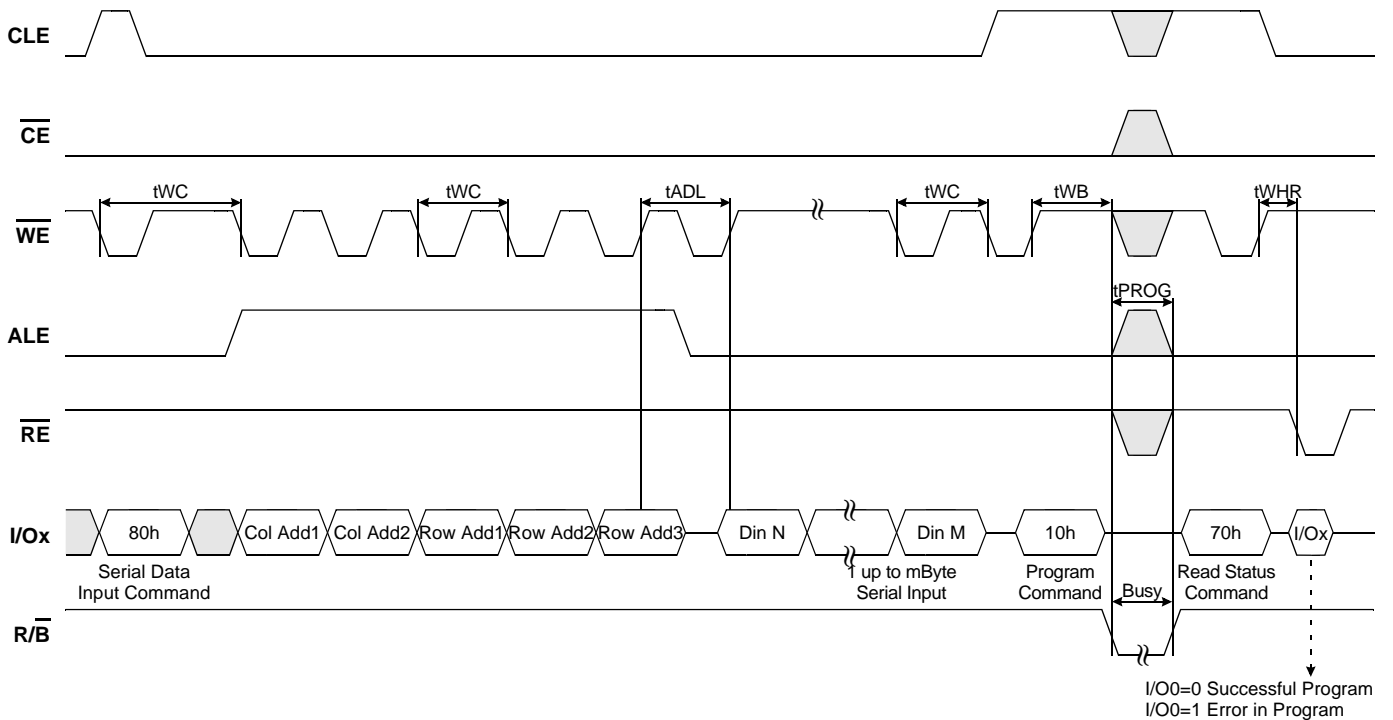 CLE
CE
tWC
tWC
tADL
tWC
tWB
tWHR
WE
tPROG
ALE
RE
I/Ox
80h
Col Add1
Col Add2
Row Add1
Row Add2
Row Add3
Din N
Din M
10h
70h
I/Ox
Serial Data
Input Command
1 up to mByte
Serial Input
Program
Command
Busy
Read Status
Command
R/B
I/O0=0 Successful Program
I/O0=1 Error in Program